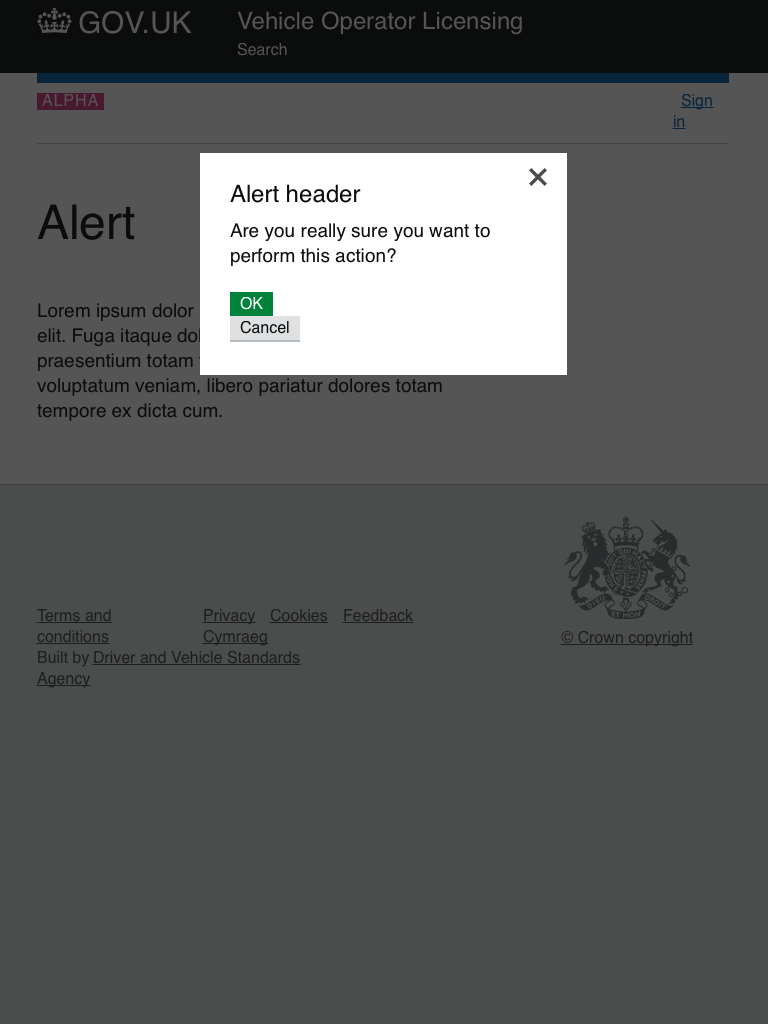 GOV.UK
Vehicle Operator Licensing
Search
ALPHA
Sign
in
Alert header
Are you really sure you want to
perform this action?
OK
Cancel
Alert
Lorem ipsum dolor
elit. Fuga itaque dol
praesentium totam
voluptatum veniam, libero pariatur dolores totam
tempore ex dicta cum.
Terms and
conditions
Privacy Cookies Feedback
Cymraeg
Built by Driver and Vehicle Standards
Agency
© Crown copyright